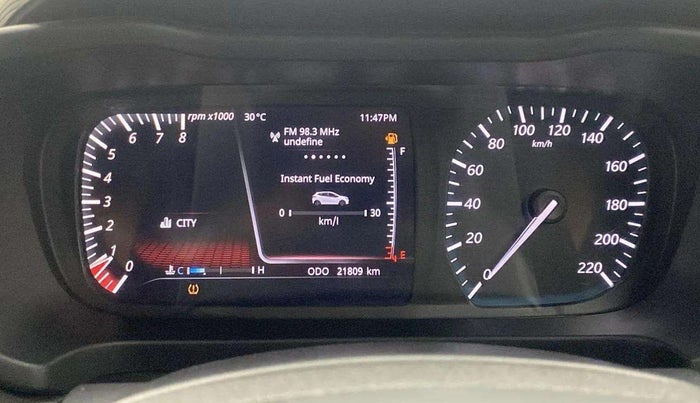 rpm x1000 30°C 11:47PM
FM 98.3 MHz
undefine
Instant Fuel Economy
0 30
km/l
CITY
C H
ODO 21809 km
F
E
0
1
2
3
4
5
6
7
8
0
20
40
60
80
100
120
140
160
180
200
220
km/h